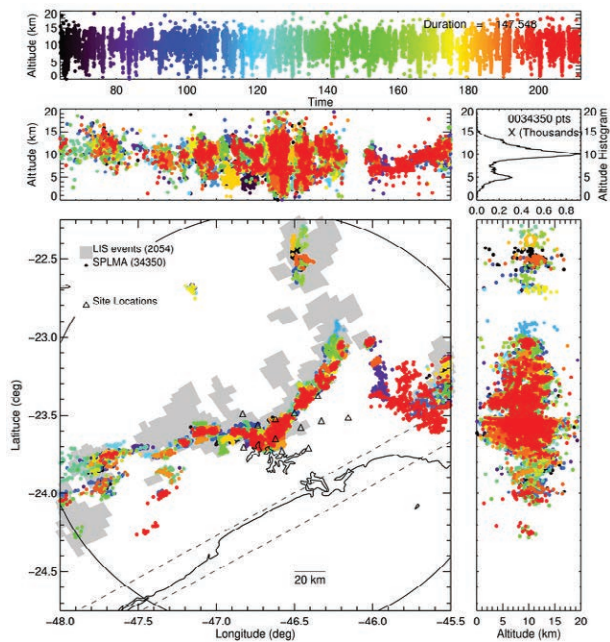 Duration = 147.548
Altitude (km)
20
15
10
5
0
80 100 120 140 160 180 200
Time
Altitude (km)
20
15
10
5
0
0034350 pts
X (Thousands
20
15
10
5
0
Altitude Histogram
0.0 0.2 0.4 0.6 0.8
LIS events (2054)
SPLMA (34350)
Site Locations
Latitude (deg)
-22.5
-23.0
-23.5
-24.0
-24.5
20 km
-48.0 -47.5 -47.0 -46.5 -46.0 -45.5
Longitude (deg)
0 5 10 15 20
Altitude (km)